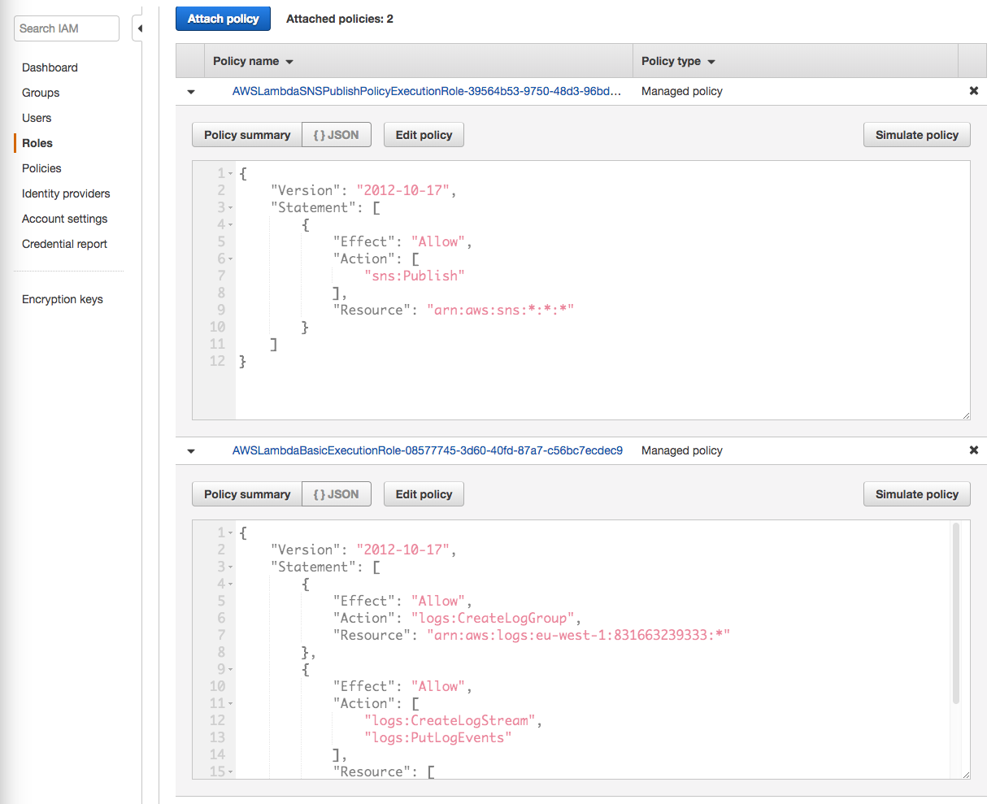 Search IAM
Dashboard
Groups
Users
Roles
Policies
Identity providers
Account settings
Credential report
Encryption keys
Attach policy Attached policies: 2
Policy name Policy type
AWSLambdaSNSPublishPolicyExecutionRole-39564b53-9750-48d3-96bd... Managed policy
Policy summary { } JSON Edit policy Simulate policy
1 {
2 "Version": "2012-10-17",
3 "Statement": [
4 {
5 "Effect": "Allow",
6 "Action": [
7 "sns:Publish"
8 ],
9 "Resource": "arn:aws:sns:*:*:*"
10 }
11 ]
12 }
AWSLambdaBasicExecutionRole-08577745-3d60-40fd-87a7-c56bc7ecdec9 Managed policy
Policy summary { } JSON Edit policy Simulate policy
1 {
2 "Version": "2012-10-17",
3 "Statement": [
4 {
5 "Effect": "Allow",
6 "Action": "logs:CreateLogGroup",
7 "Resource": "arn:aws:logs:eu-west-1:831663239333:*"
8 },
9 {
10 "Effect": "Allow",
11 "Action": [
12 "logs:CreateLogStream",
13 "logs:PutLogEvents"
14 ],
15 "Resource": [